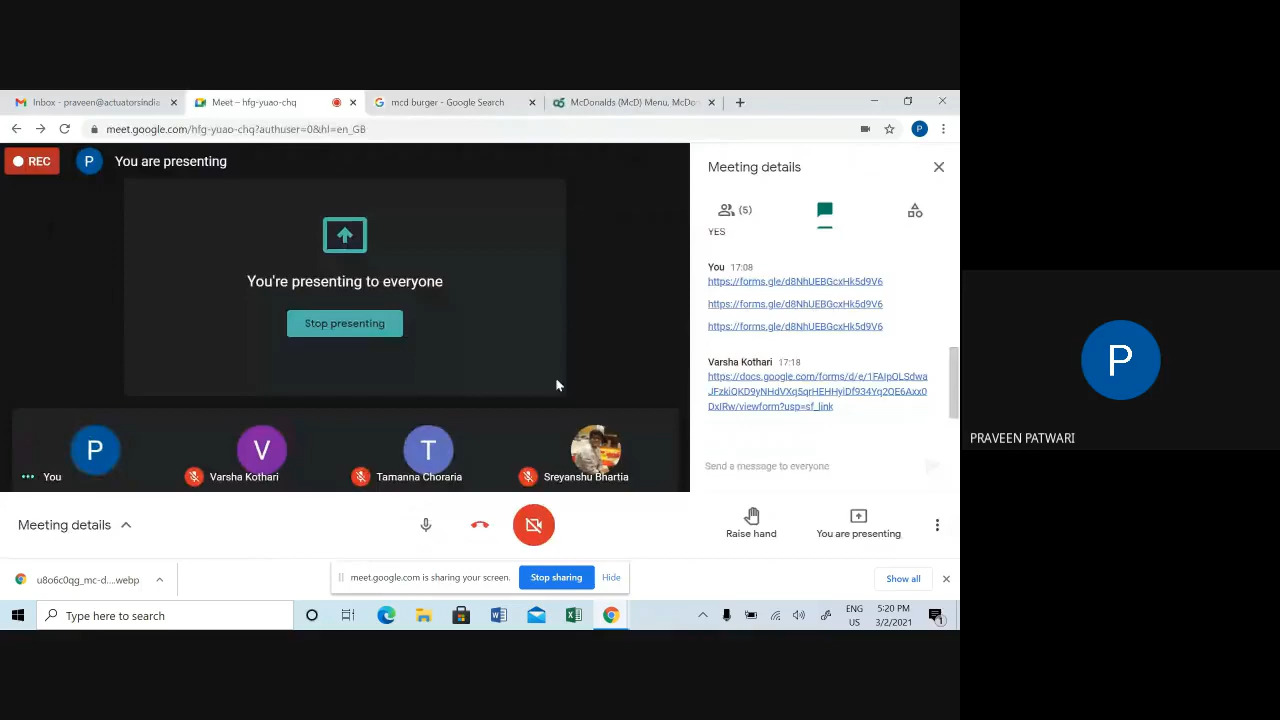 Inbox - praveen@actuatorsindia
Meet – hfg-yuao-chq
mcd burger - Google Search
McDonalds (McD) Menu, McDo
meet.google.com/hfg-yuao-chq?authuser=0&hl=en_GB
P
REC
P
You are presenting
Meeting details
(5)
YES
You 17:08
https://forms.gle/d8NhUEBGcxHk5d9V6
https://forms.gle/d8NhUEBGcxHk5d9V6
https://forms.gle/d8NhUEBGcxHk5d9V6
Varsha Kothari 17:18
https://docs.google.com/forms/d/e/1FAIpQLSdwa
JFzkiQKD9yNHdVXq5qrHEHHyiDf934Yq2QE6Axx0
DxIRw/viewform?usp=sf_link
Send a message to everyone
You're presenting to everyone
Stop presenting
P
You
V
Varsha Kothari
T
Tamanna Choraria
Sreyanshu Bhartia
Meeting details
Raise hand
You are presenting
u8o6c0qg_mc-d....webp
meet.google.com is sharing your screen.
Stop sharing
Hide
Show all
Type here to search
ENG
US
5:20 PM
3/2/2021
1
P
PRAVEEN PATWARI